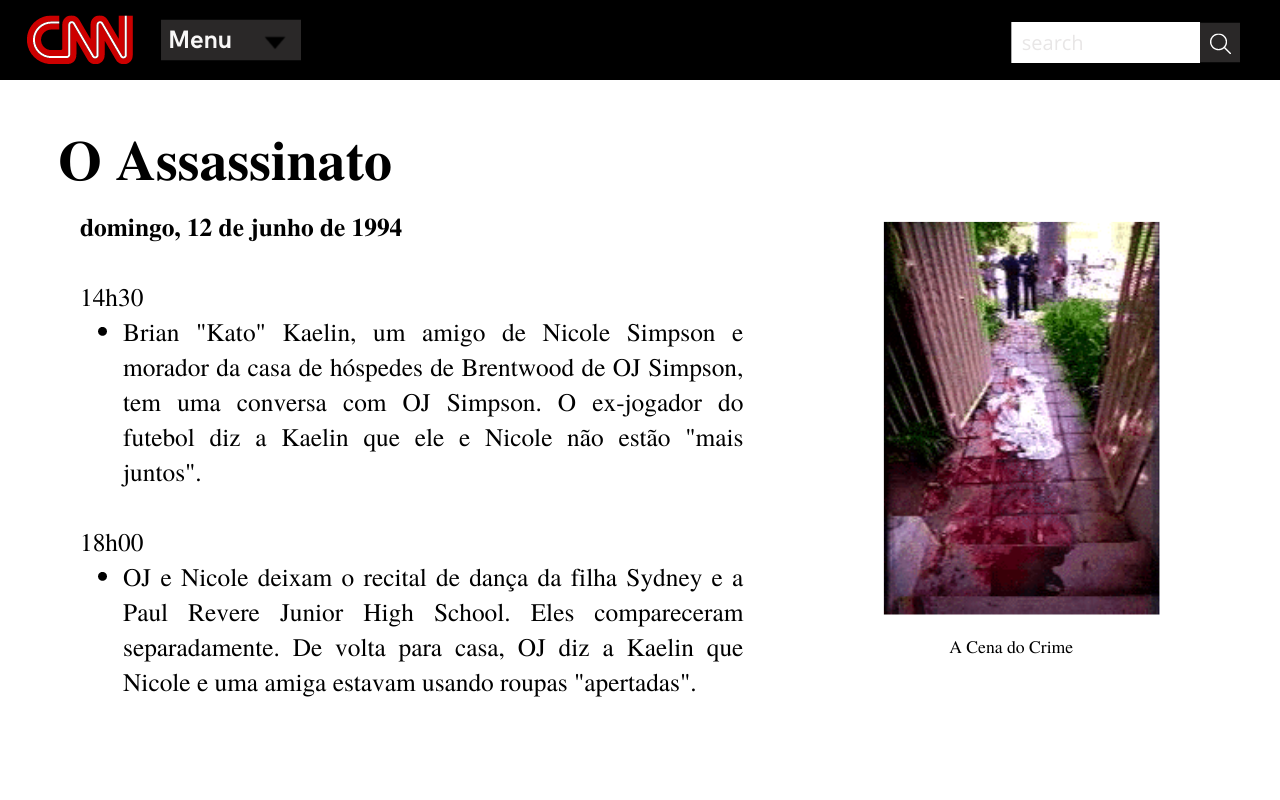 CNN
Menu
search
O Assassinato
domingo, 12 de junho de 1994
14h30
Brian "Kato" Kaelin, um amigo de Nicole Simpson e
morador da casa de hóspedes de Brentwood de OJ Simpson,
tem uma conversa com OJ Simpson. O ex-jogador do
futebol diz a Kaelin que ele e Nicole não estão "mais
juntos".
18h00
OJ e Nicole deixam o recital de dança da filha Sydney e a
Paul Revere Junior High School. Eles compareceram
separadamente. De volta para casa, OJ diz a Kaelin que
Nicole e uma amiga estavam usando roupas "apertadas".
A Cena do Crime